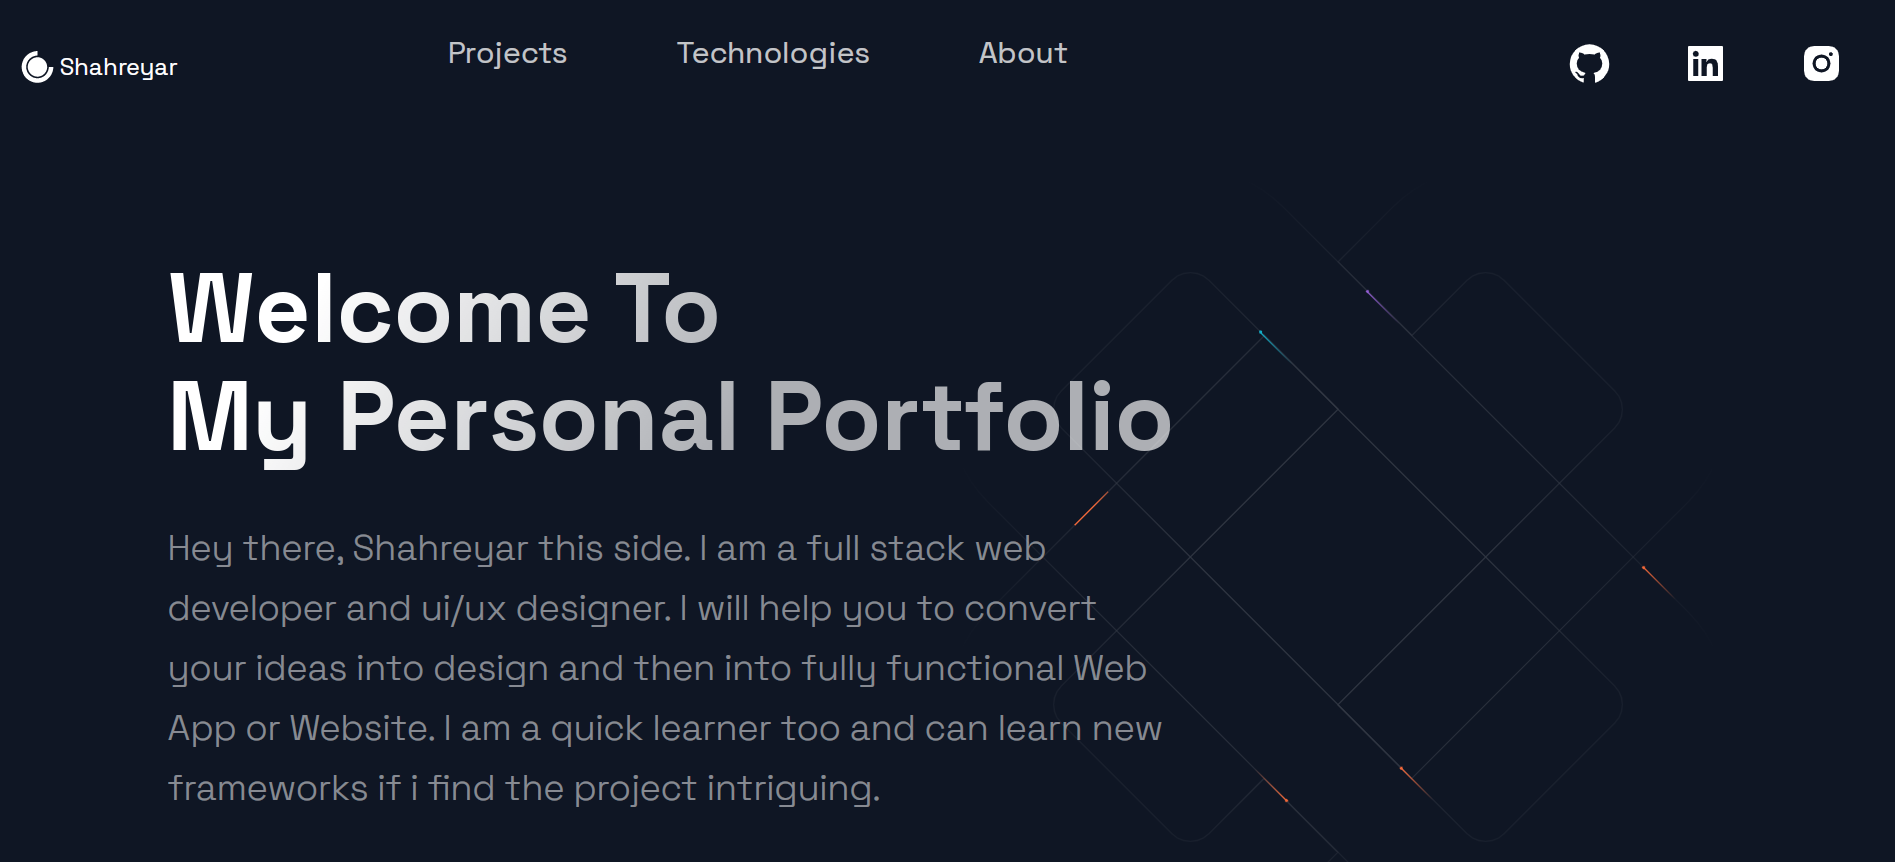 Shahreyar
Projects
Technologies
About
Welcome To
My Personal Portfolio
Hey there, Shahreyar this side. I am a full stack web
developer and ui/ux designer. I will help you to convert
your ideas into design and then into fully functional Web
App or Website. I am a quick learner too and can learn new
frameworks if i find the project intriguing.